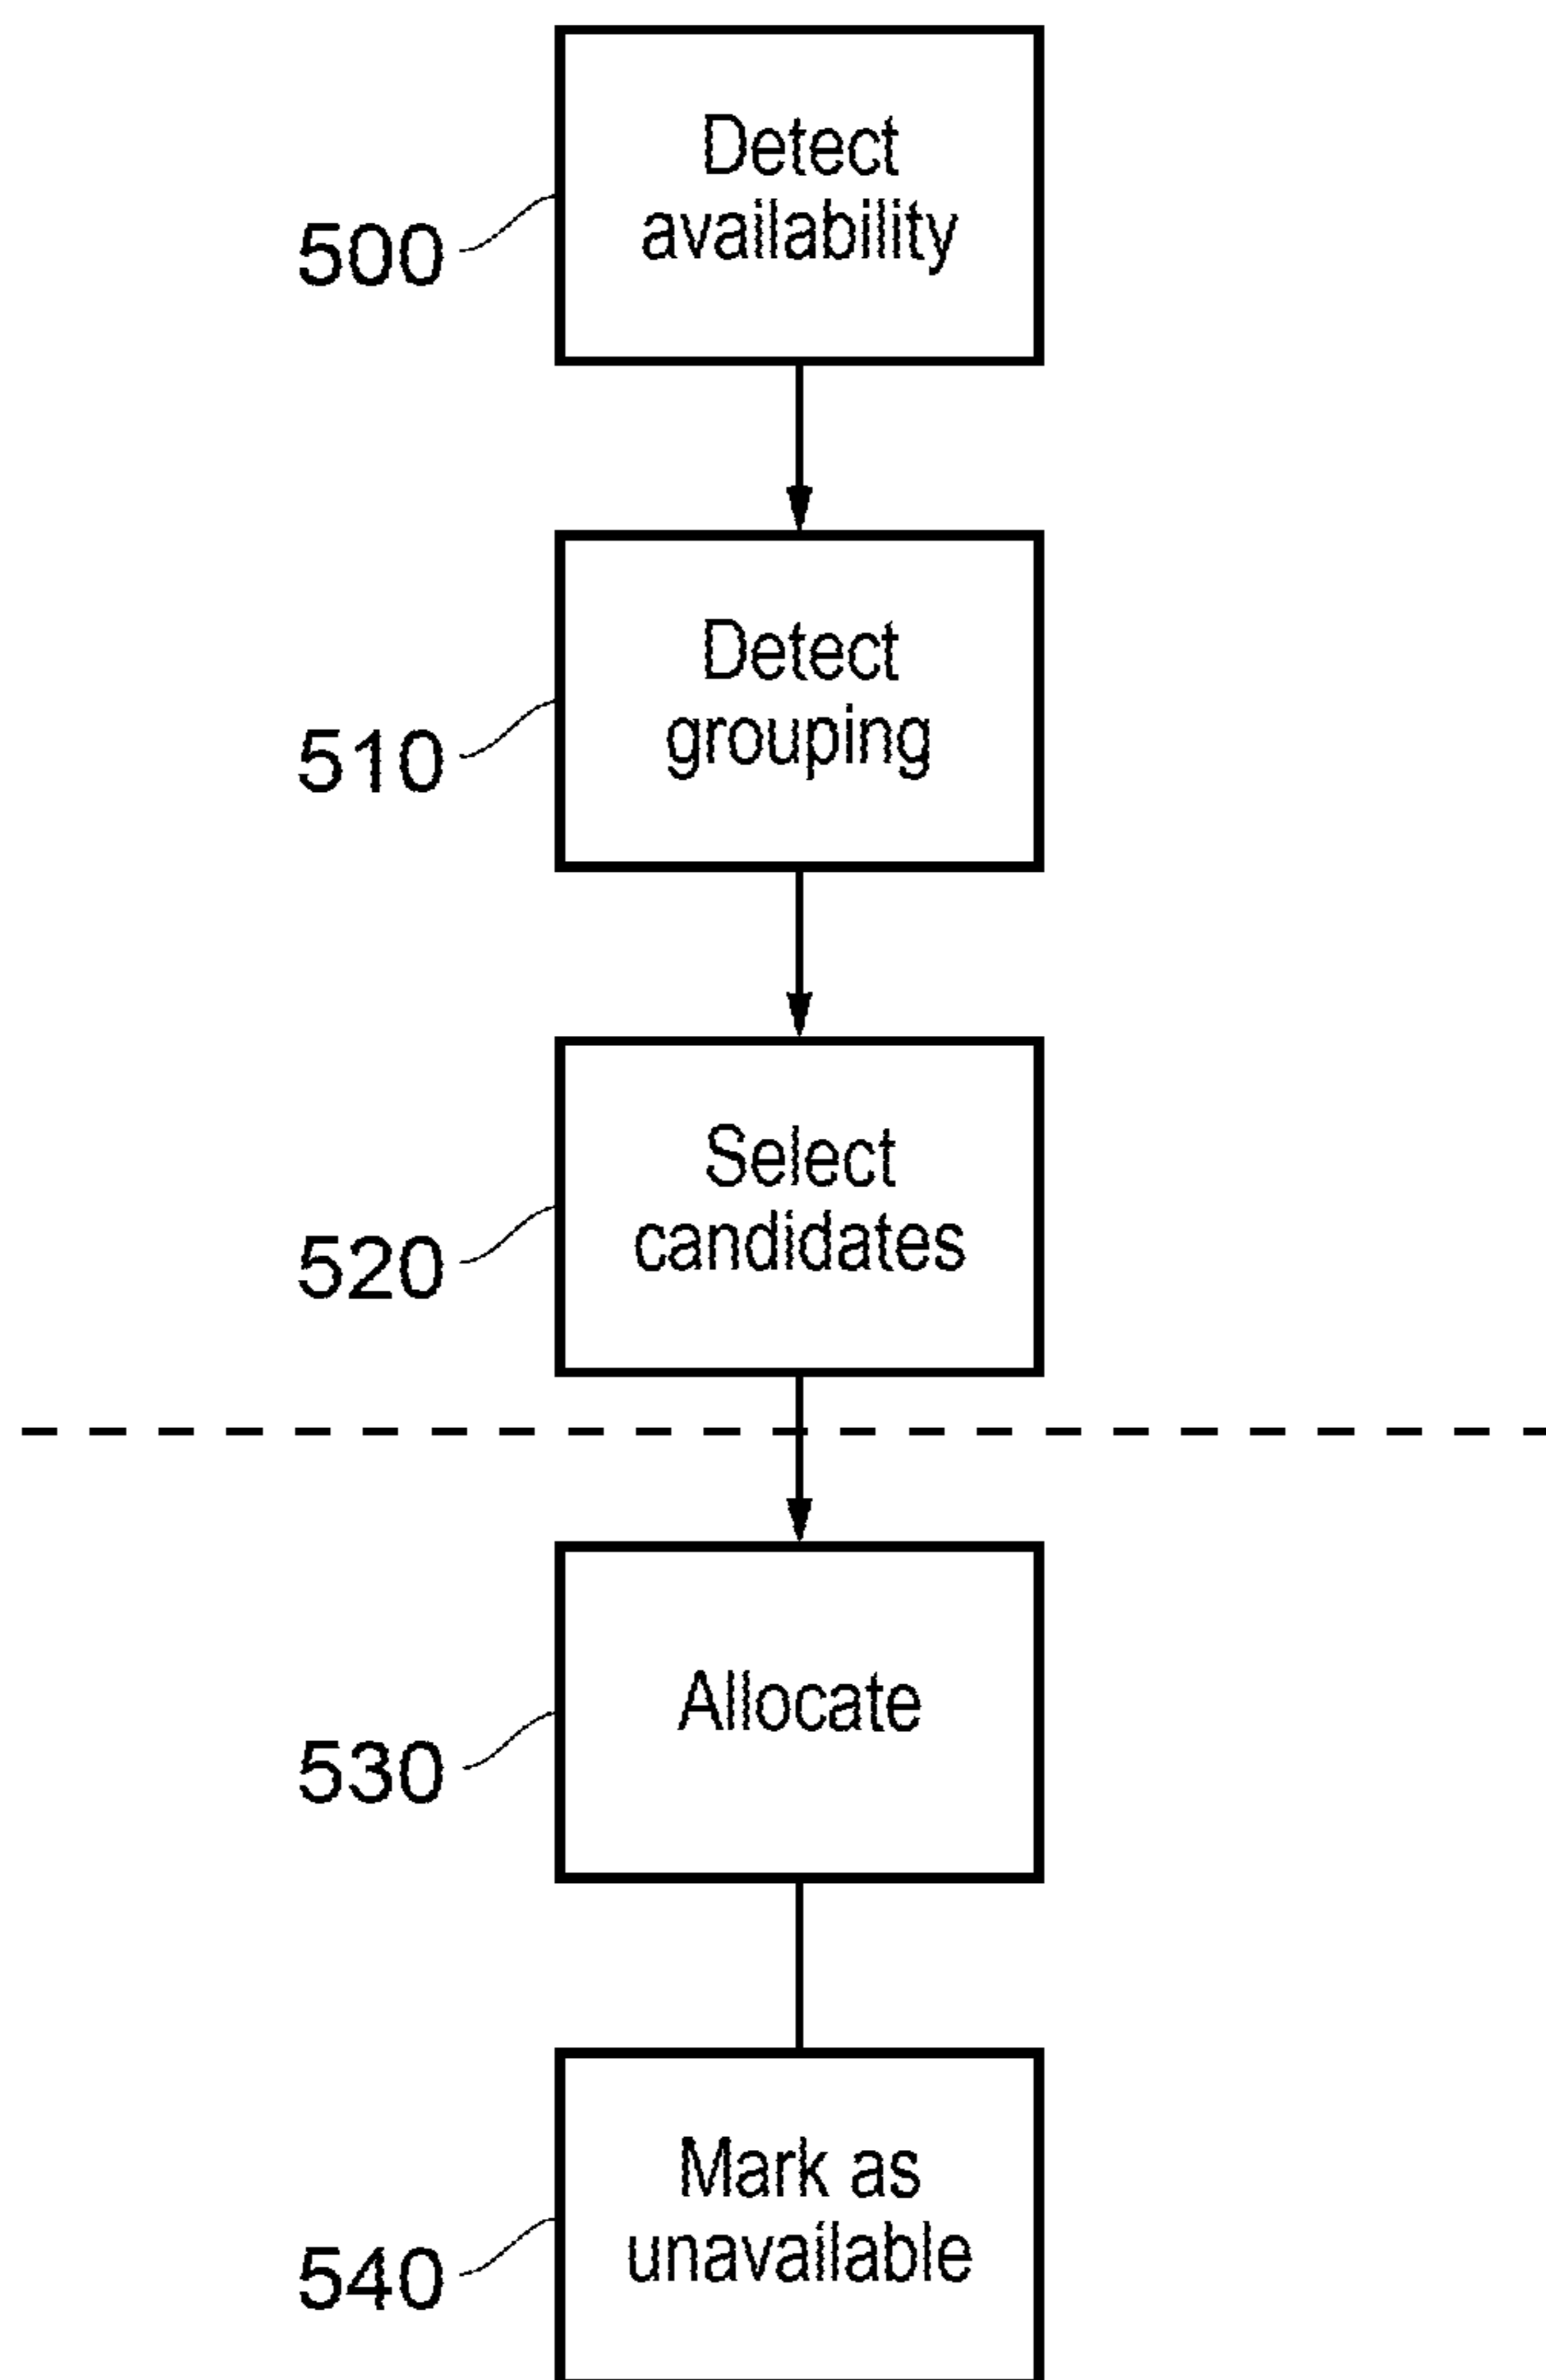 Detect
availability
500
Detect
grouping
510
Select
candidates
520
Allocate
530
Mark as
unavailable
540